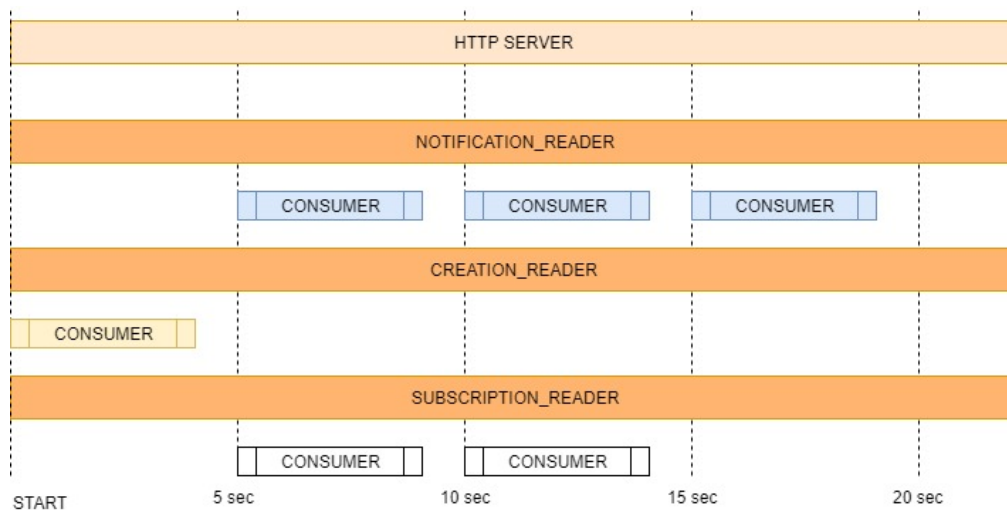 HTTP SERVER
NOTIFICATION_READER
CONSUMER CONSUMER CONSUMER
CREATION_READER
CONSUMER
SUBSCRIPTION_READER
CONSUMER CONSUMER
START 5 sec 10 sec 15 sec 20 sec